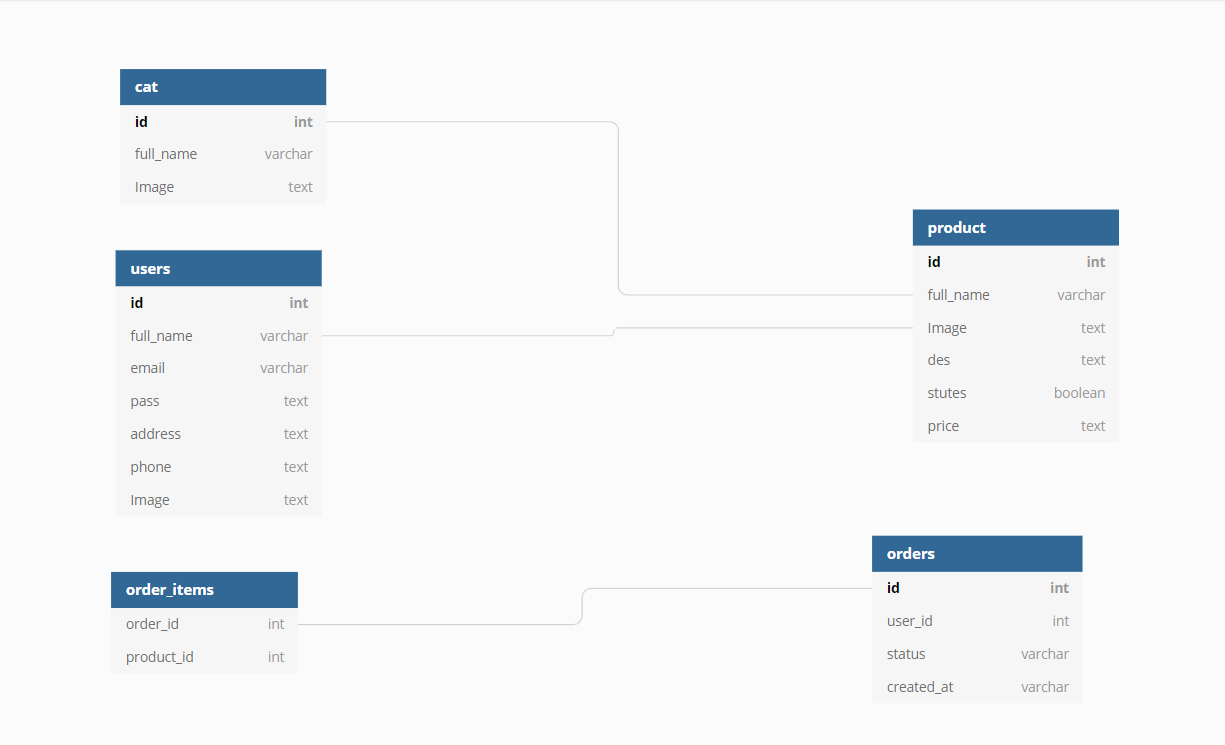 cat
id int
full_name varchar
Image text
users
id int
full_name varchar
email varchar
pass text
address text
phone text
Image text
order_items
order_id int
product_id int
product
id int
full_name varchar
Image text
des text
stutes boolean
price text
orders
id int
user_id int
status varchar
created_at varchar